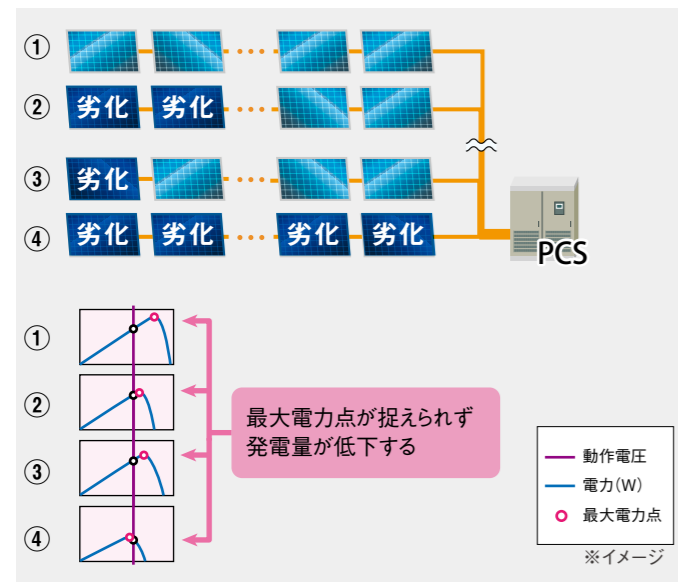 ①
② 劣化 劣化
③ 劣化
④ 劣化 劣化 劣化 劣化
PCS
①
②
③
④
最大電力点が捉えられず
発電量が低下する
動作電圧
電力(W)
最大電力点
※イメージ